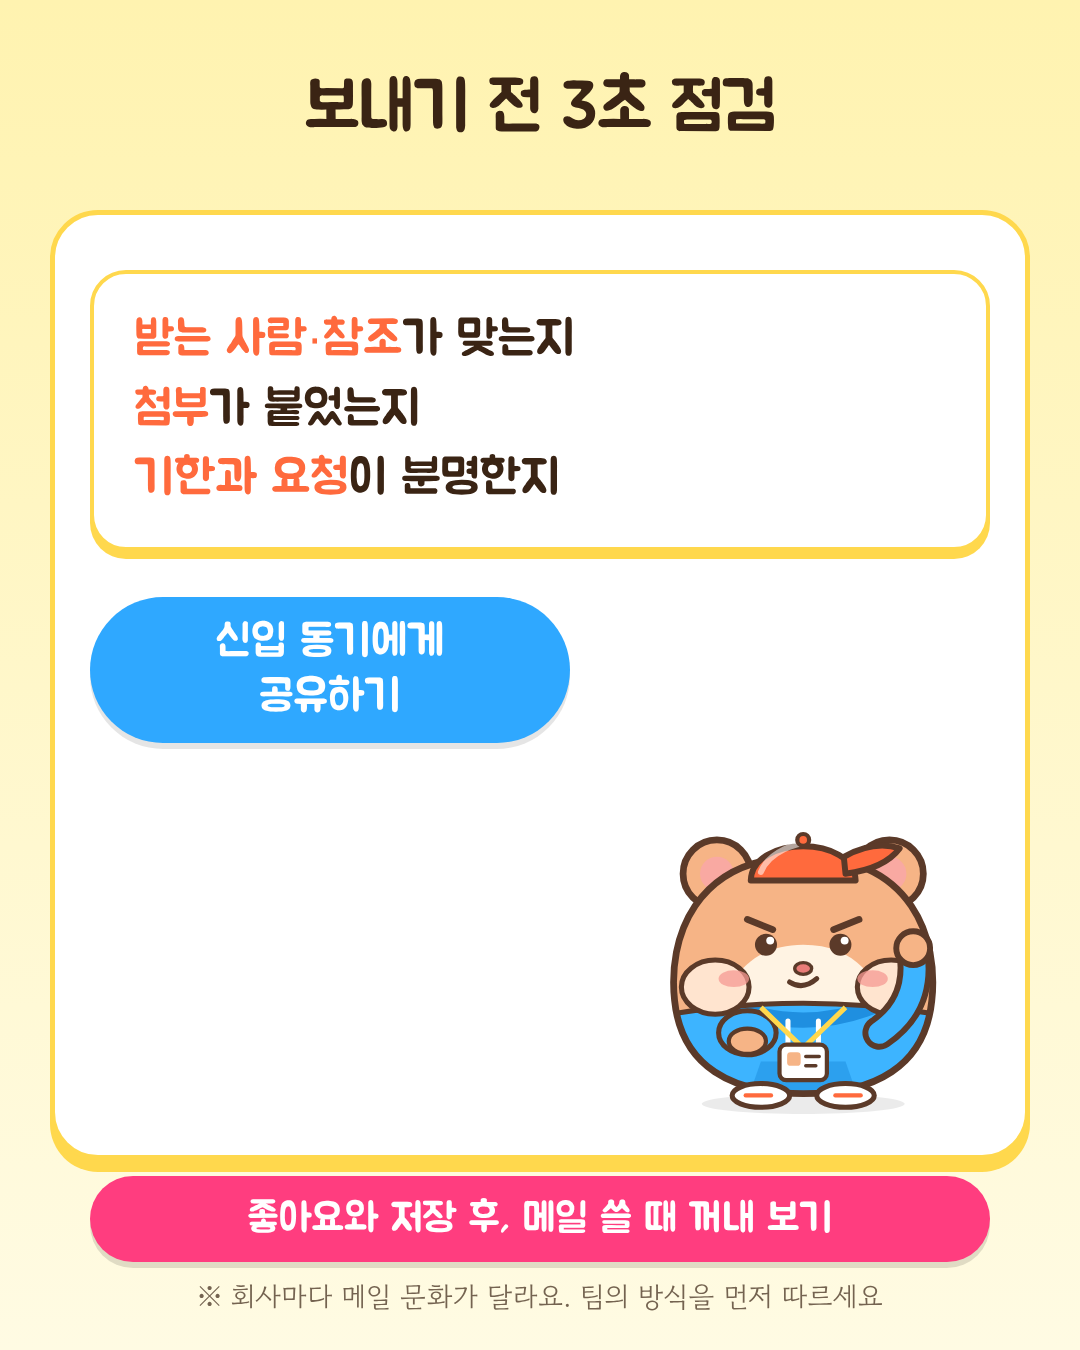 보내기 전 3초 점검
받는 사람·참조가 맞는지
첨부가 붙었는지
기한과 요청이 분명한지
신입 동기에게
공유하기
좋아요와 저장 후, 메일 쓸 때 꺼내 보기
※ 회사마다 메일 문화가 달라요. 팀의 방식을 먼저 따르세요